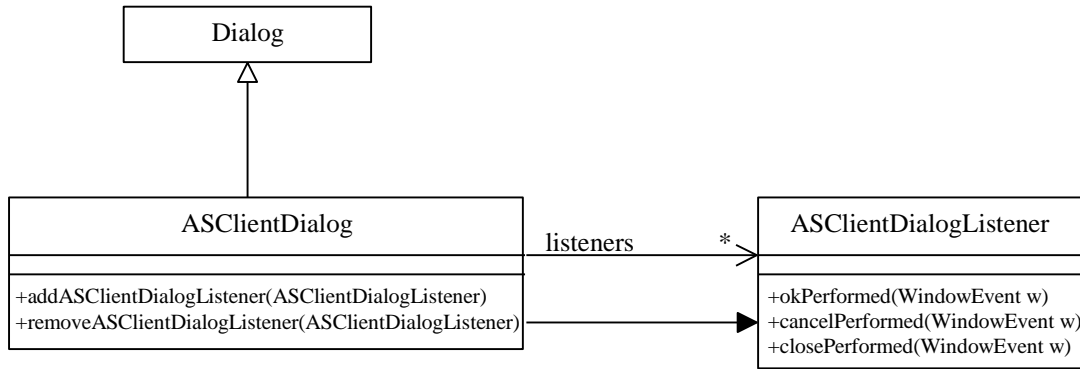 Dialog
ASClientDialog
listeners
*
ASClientDialogListener
+addASClientDialogListener(ASClientDialogListener)
+removeASClientDialogListener(ASClientDialogListener)
+okPerformed(WindowEvent w)
+cancelPerformed(WindowEvent w)
+closePerformed(WindowEvent w)